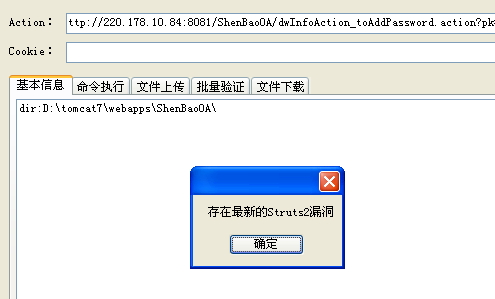 Action: ttp://220.178.10.84:8081/ShenBaoOA/dwInfoAction_toAddPassword.action?pk
Cookie:
基本信息 命令执行 文件上传 批量验证 文件下载
dir:D:\tomcat7\webapps\ShenBaoOA\
存在最新的Struts2漏洞
确定